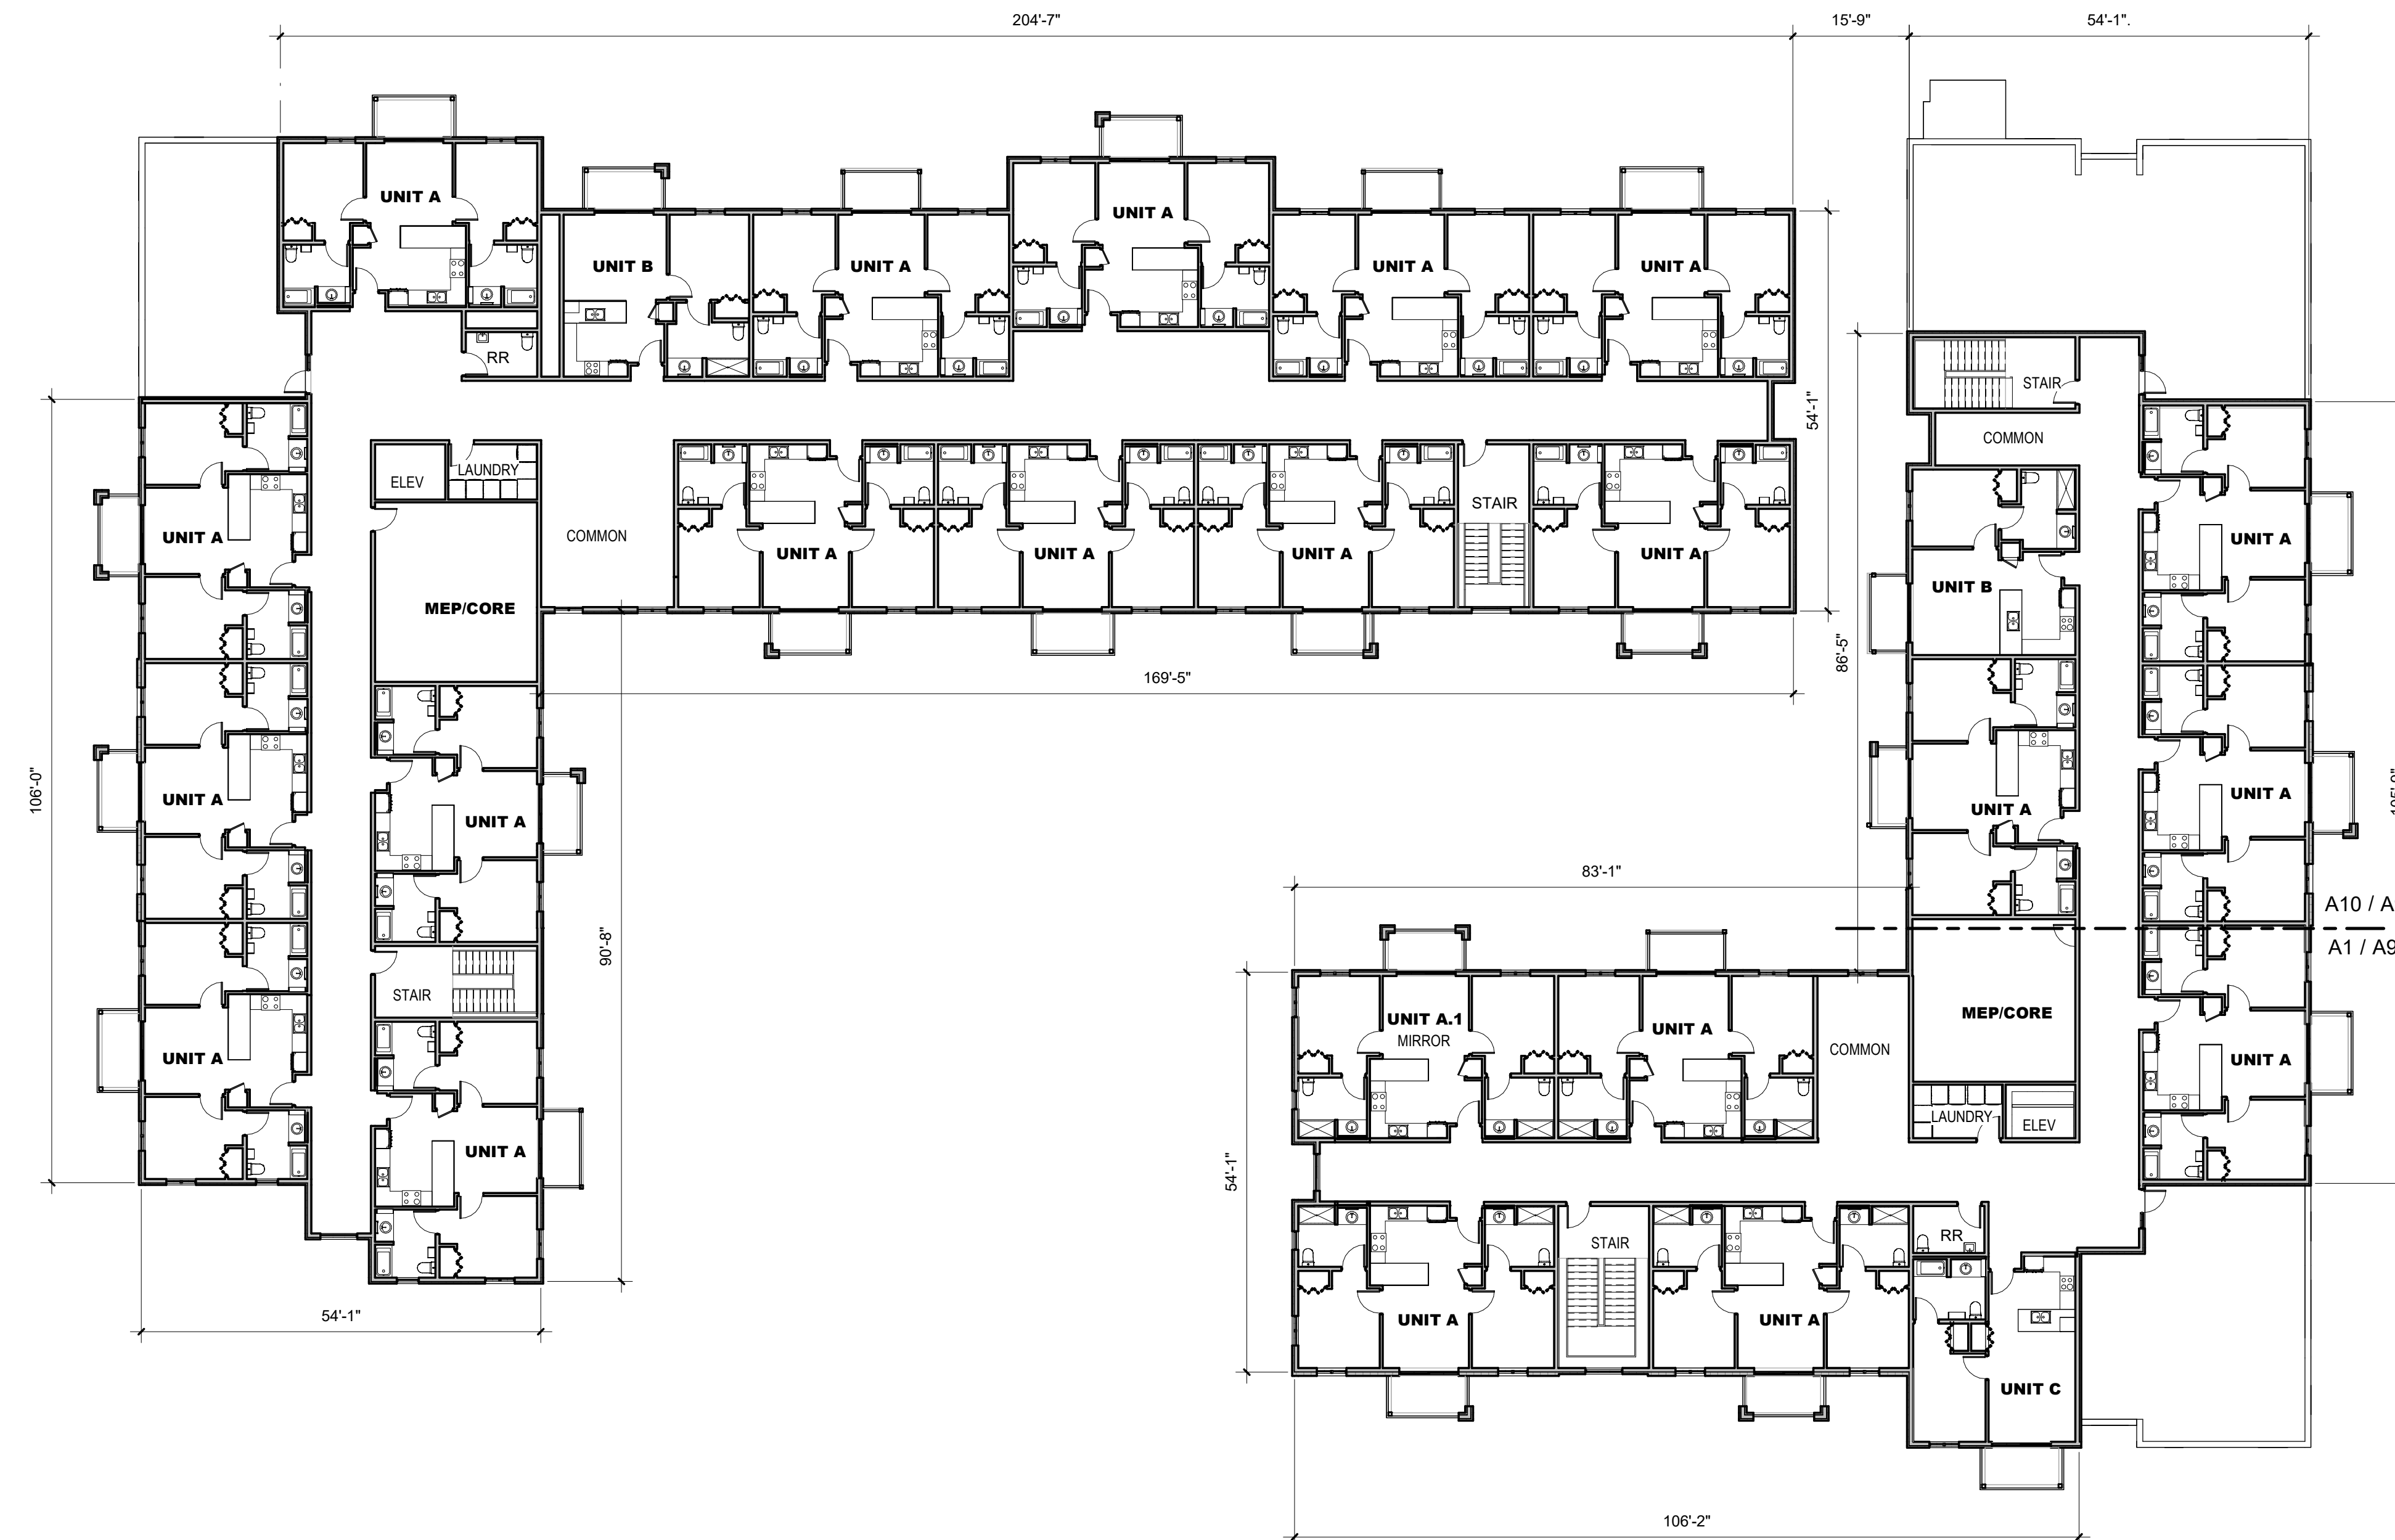 204'-7"
15'-9"
54'-1".
UNIT A
UNIT A
UNIT B
UNIT A
UNIT A
UNIT A
RR
STAIR
54'-1"
COMMON
LAUNDRY
ELEV
STAIR
COMMON
UNIT A
UNIT A
UNIT A
UNIT A
UNIT A
UNIT A
UNIT B
MEP/CORE
86'-5"
169'-5"
106'-0"
UNIT A
UNIT A
UNIT A
UNIT A
83'-1"
A10 / A
A1 / A9
90'-8"
STAIR
UNIT A.1
MIRROR
UNIT A
COMMON
MEP/CORE
UNIT A
UNIT A
LAUNDRY
ELEV
UNIT A
54'-1"
STAIR
RR
54'-1"
UNIT A
UNIT A
UNIT C
106'-2"